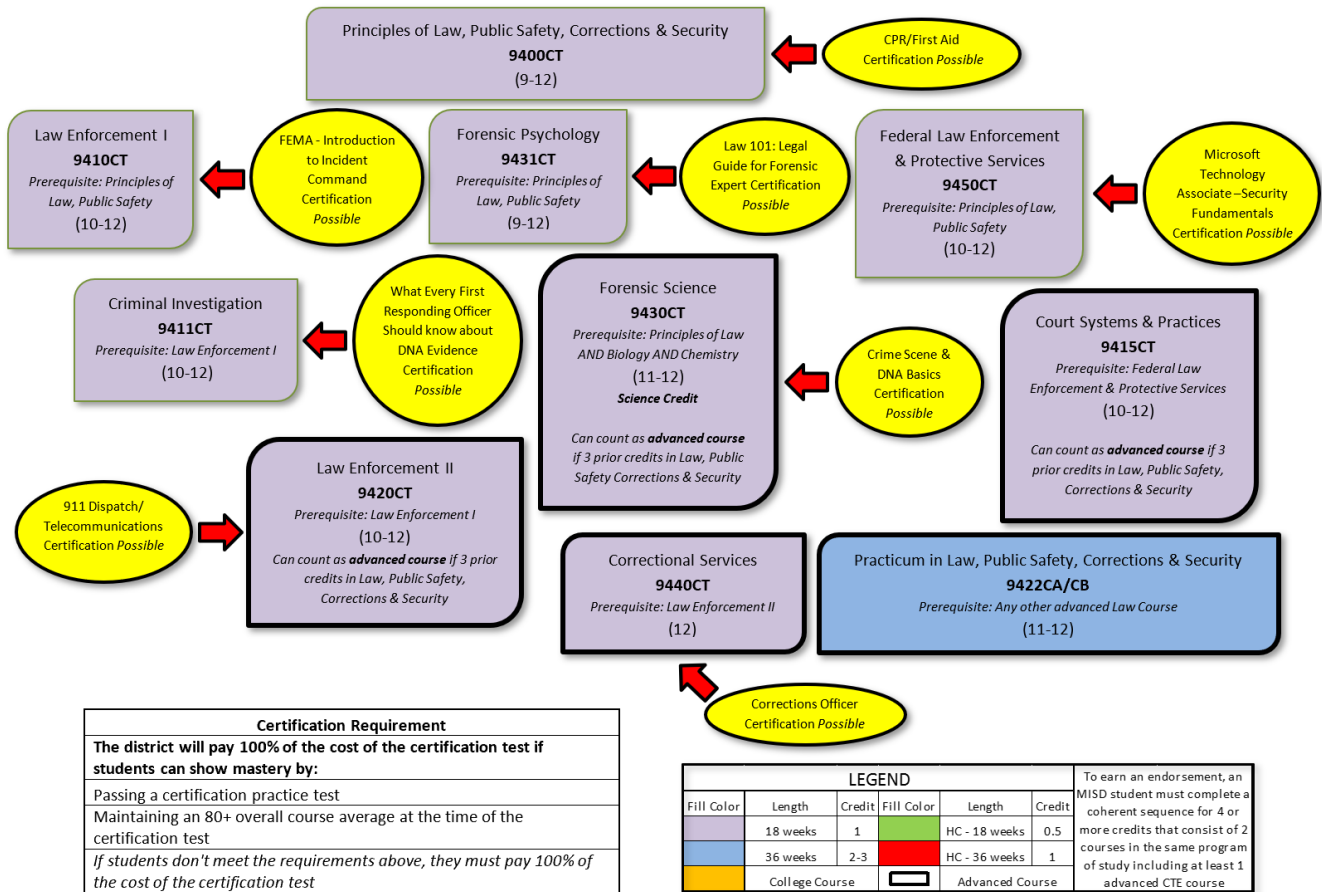 Principles of Law, Public Safety, Corrections & Security
9400CT
(9-12)
CPR/First Aid
Certification Possible
Law Enforcement I
9410CT
Prerequisite: Principles of
Law, Public Safety
(10-12)
FEMA - Introduction
to Incident
Command
Certification
Possible
Forensic Psychology
9431CT
Prerequisite: Principles of
Law, Public Safety
(9-12)
Law 101: Legal
Guide for Forensic
Expert Certification
Possible
Federal Law Enforcement
& Protective Services
9450CT
Prerequisite: Principles of Law,
Public Safety
(10-12)
Microsoft
Technology
Associate –Security
Fundamentals
Certification Possible
Criminal Investigation
9411CT
Prerequisite: Law Enforcement I
(10-12)
What Every First
Responding Officer
Should know about
DNA Evidence
Certification
Possible
Forensic Science
9430CT
Prerequisite: Principles of Law
AND Biology AND Chemistry
(11-12)
Science Credit
Can count as advanced course
if 3 prior credits in Law, Public
Safety Corrections & Security
Crime Scene &
DNA Basics
Certification
Possible
Court Systems & Practices
9415CT
Prerequisite: Federal Law
Enforcement & Protective Services
(10-12)
Can count as advanced course if 3
prior credits in Law, Public Safety,
Corrections & Security
911 Dispatch/
Telecommunications
Certification Possible
Law Enforcement II
9420CT
Prerequisite: Law Enforcement I
(10-12)
Can count as advanced course if 3 prior
credits in Law, Public Safety,
Corrections & Security
Correctional Services
9440CT
Prerequisite: Law Enforcement II
(12)
Practicum in Law, Public Safety, Corrections & Security
9422CA/CB
Prerequisite: Any other advanced Law Course
(11-12)
Corrections Officer
Certification Possible
Certification Requirement
The district will pay 100% of the cost of the certification test if
students can show mastery by:
Passing a certification practice test
Maintaining an 80+ overall course average at the time of the
certification test
If students don't meet the requirements above, they must pay 100% of
the cost of the certification test
LEGEND
Fill Color Length Credit Fill Color Length Credit
18 weeks 1 HC - 18 weeks 0.5
36 weeks 2-3 HC - 36 weeks 1
College Course Advanced Course
To earn an endorsement, an
MISD student must complete a
coherent sequence for 4 or
more credits that consist of 2
courses in the same program
of study including at least 1
advanced CTE course